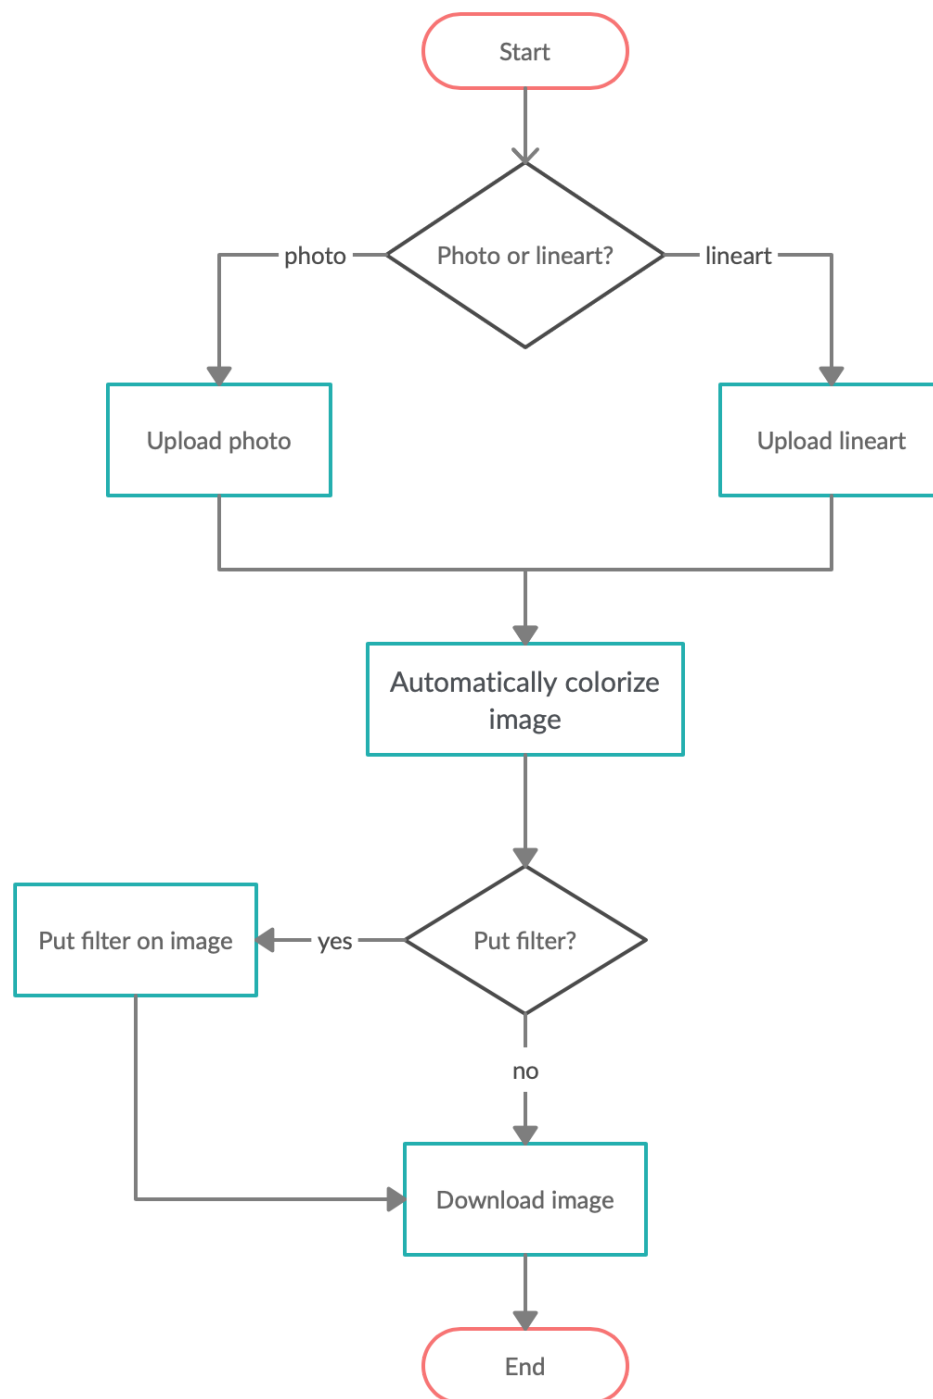 Start
Photo or lineart?
photo
lineart
Upload photo
Upload lineart
Automatically colorize
image
Put filter?
yes
Put filter on image
no
Download image
End